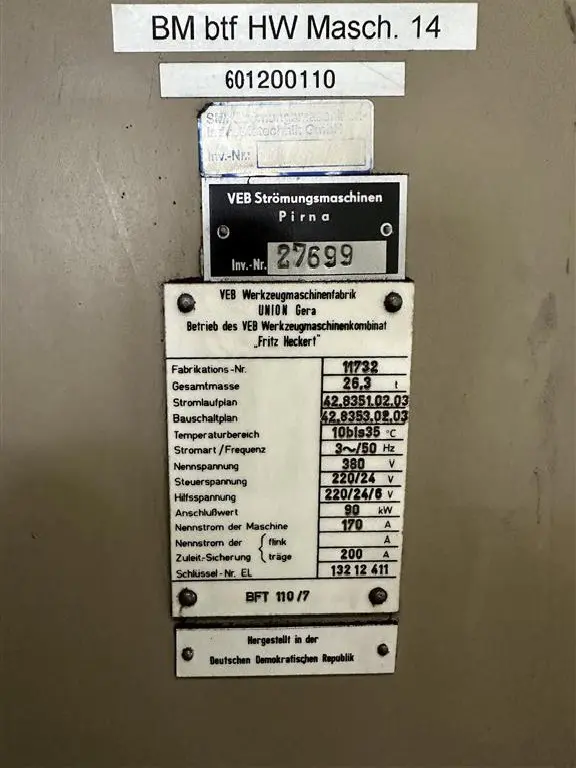 BM btf HW Masch. 14
601200110
Inv.-Nr.:
VEB Strömungsmaschinen
Pirna
Inv.-Nr. 27699
VEB Werkzeugmaschinenfabrik
UNION Gera
Betrieb des VEB Werkzeugmaschinenkombinat
„Fritz Heckert"
Fabrikations-Nr. 11732
Gesamtmasse 26,3 t
Stromlaufplan 42.8351.02.03
Bauschaltplan 42.8353.02.03
Temperaturbereich 10bis35 °C
Stromart/Frequenz 3~/50 Hz
Nennspannung 380 V
Steuerspannung 220/24 V
Hilfsspannung 220/24/6 V
Anschlußwert 90 kW
Nennstrom der Maschine 170 A
Nennstrom der flink A
Zuleit.-Sicherung träge 200 A
Schlüssel-Nr. EL 132 12 411
BFT 110/7
Hergestellt in der
Deutschen Demokratischen Republik